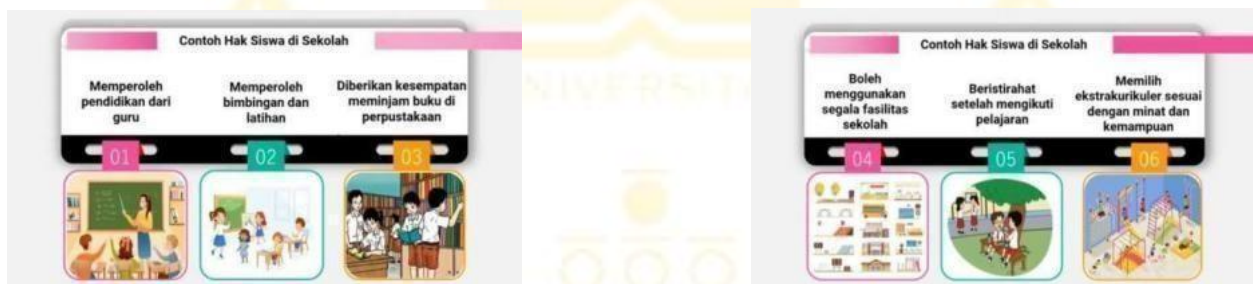 Contoh Hak Siswa di Sekolah
Memperoleh
pendidikan dari
guru
Memperoleh
bimbingan dan
latihan
Diberikan kesempatan
meminjam buku di
perpustakaan
01
02
03
UNIVERSIT
Contoh Hak Siswa di Sekolah
Boleh
menggunakan
segala fasilitas
sekolah
Beristirahat
setelah mengikuti
pelajaran
Memilih
ekstrakurikuler sesuai
dengan minat dan
kemampuan
04
05
06